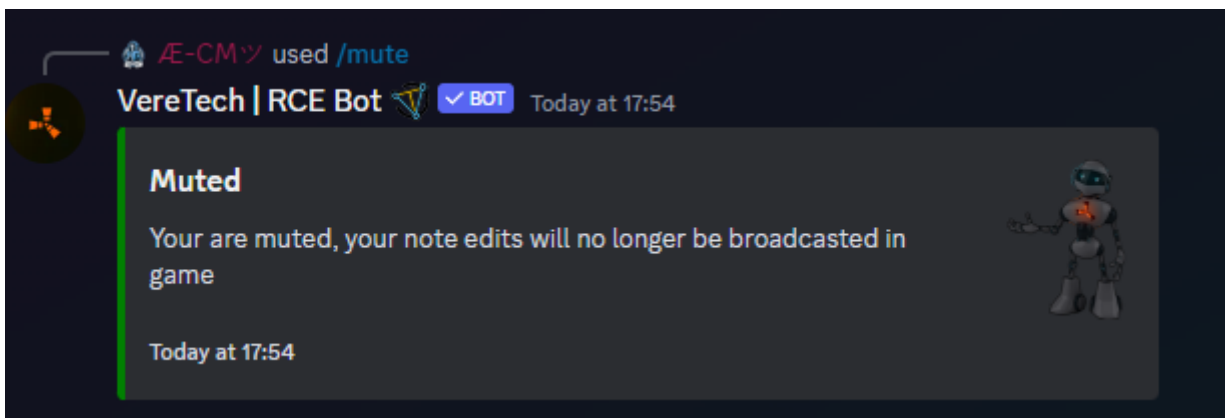 Æ-CMツ used /mute
VereTech | RCE Bot ✓ BOT Today at 17:54
Muted
Your are muted, your note edits will no longer be broadcasted in
game
Today at 17:54